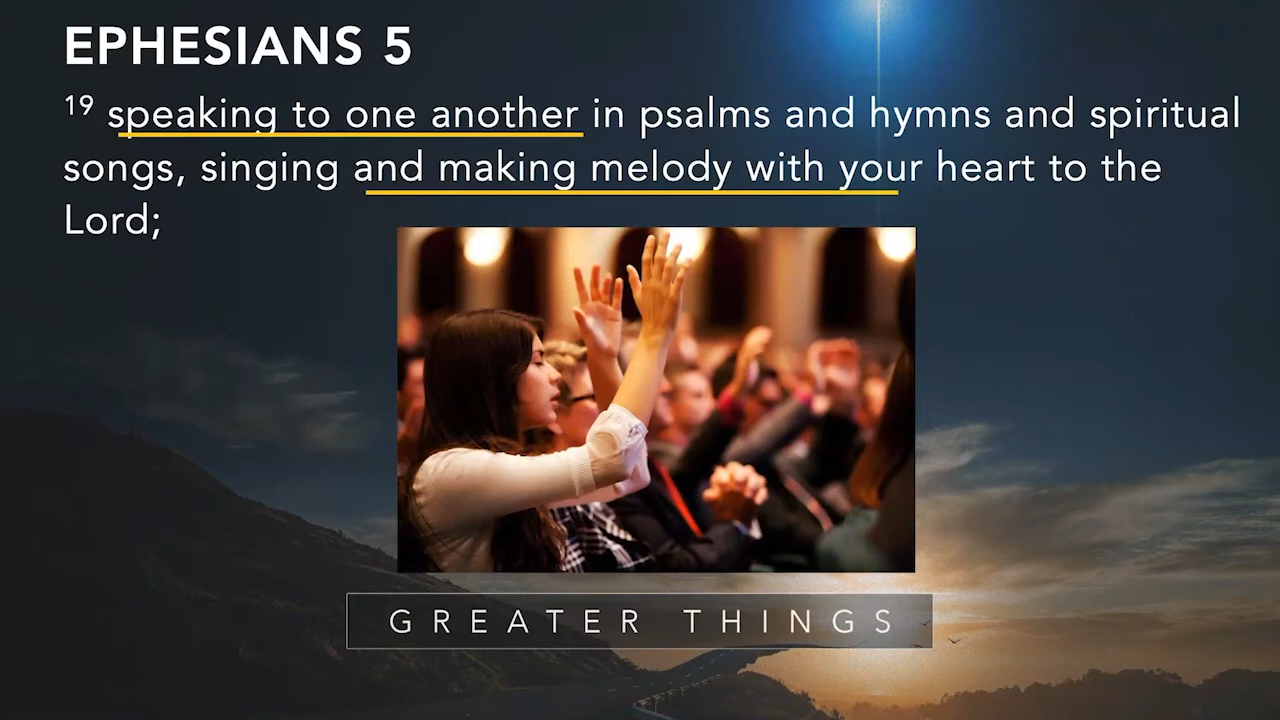 EPHESIANS 5
19 speaking to one another in psalms and hymns and spiritual
songs, singing and making melody with your heart to the
Lord;
GREATER THINGS